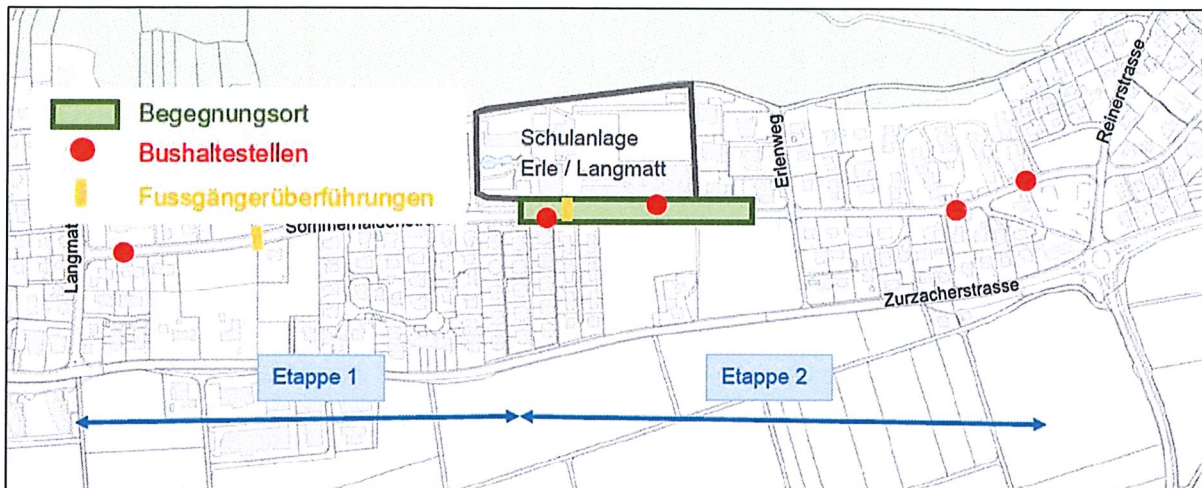 Begegnungsort
Bushaltestellen
Fussgängerüberführungen
Schulanlage
Erle / Langmatt
Erlenweg
Reinerstrasse
Langmat
Zurzacherstrasse
Etappe 1
Etappe 2